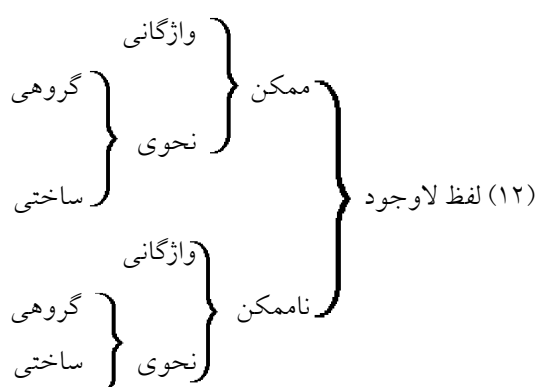 واژگانی
ممکن
گروهی
نحوی
ساختی
(۱۲) لفظ لاوجود
واژگانی
ناممکن
گروهی
نحوی
ساختی